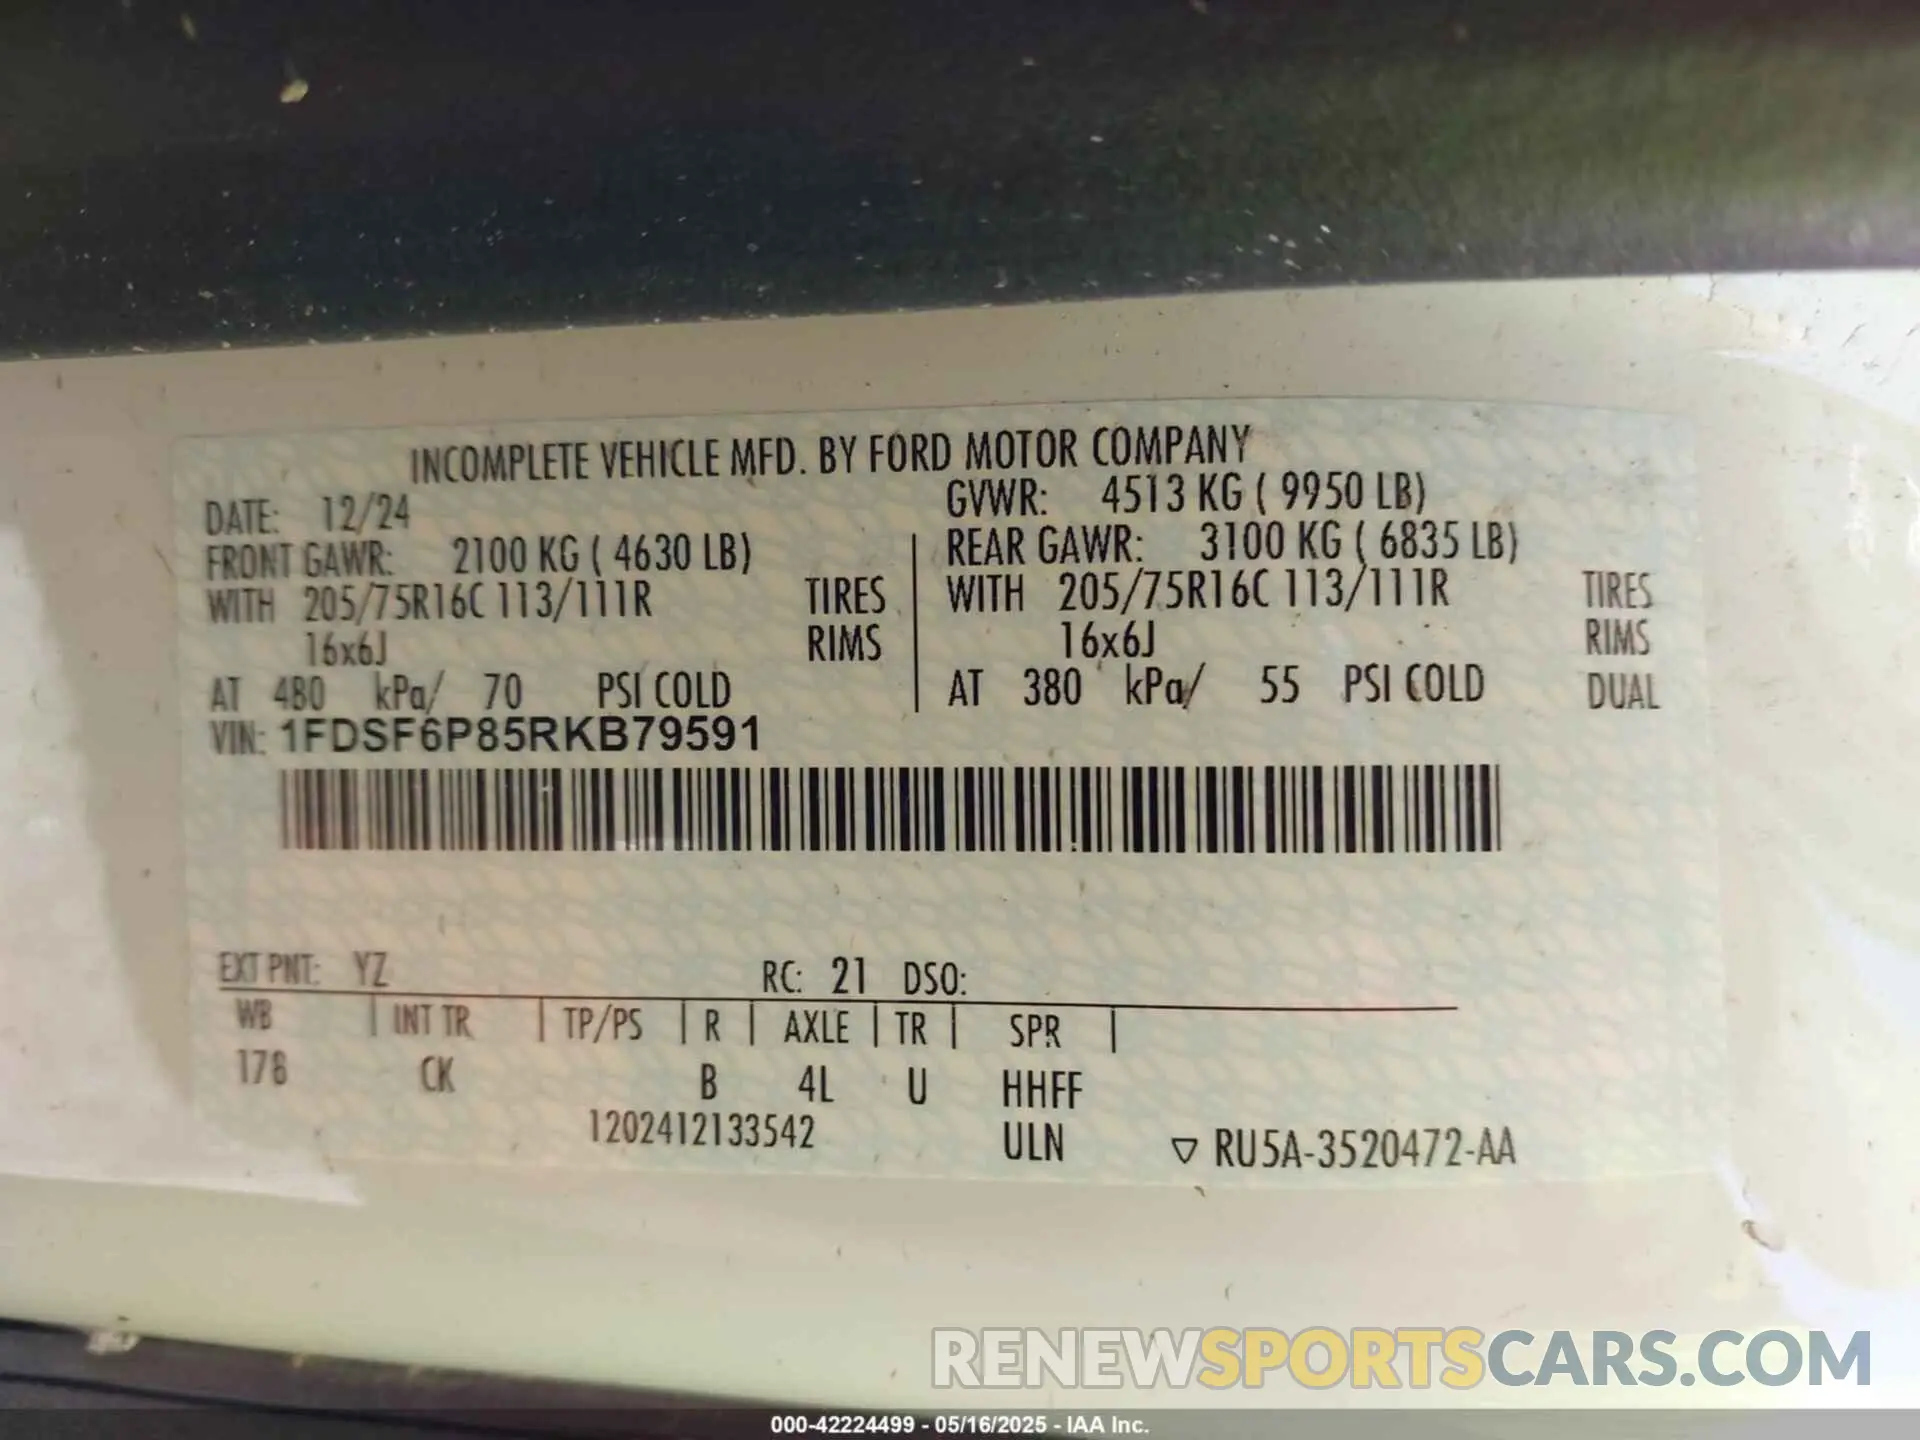 INCOMPLETE VEHICLE MFD. BY FORD MOTOR COMPANY
DATE: 12/24 GVWR: 4513 KG ( 9950 LB)
FRONT GAWR: 2100 KG ( 4630 LB) REAR GAWR: 3100 KG ( 6835 LB)
WITH 205/75R16C 113/111R TIRES WITH 205/75R16C 113/111R TIRES
16x6J RIMS 16x6J RIMS
AT 480 kPa/ 70 PSI COLD AT 380 kPa/ 55 PSI COLD DUAL
VIN: 1FDSF6P85RKB79591
EXT PNT: YZ RC: 21 DSO:
WB | INT TR | TP/PS | R | AXLE | TR | SPR |
178 CK B 4L U HHFF
1202412133542 ULN ▽ RU5A-3520472-AA
RENEWSPORTSCARS.COM
000-42224499 - 05/16/2025 - IAA Inc.